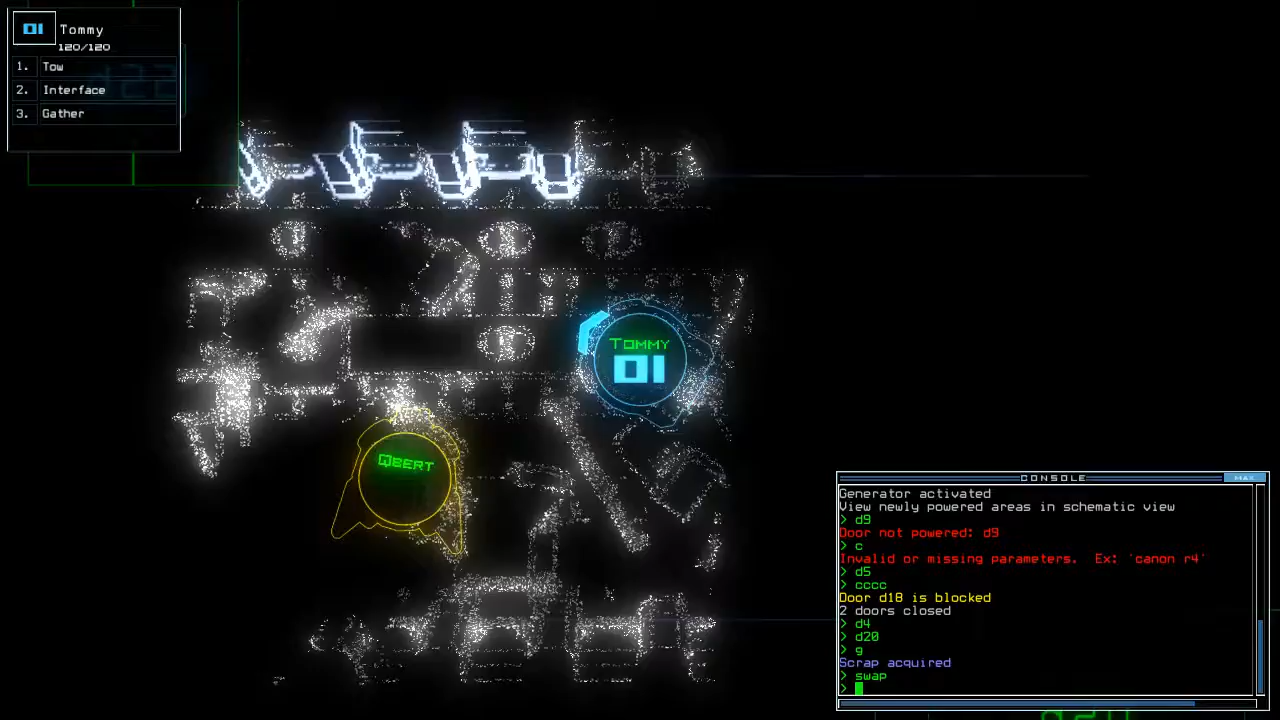 01 Tommy
120/120
1. Tow
2. Interface
3. Gather
d22
TOMMY
01
QBERT
CONSOLE
MAX
Generator activated
View newly powered areas in schematic view
> d9
Door not powered: d9
> c
Invalid or missing parameters.  Ex: 'canon r4'
> d5
> cccc
Door d18 is blocked
2 doors closed
> d4
> d20
> g
Scrap acquired
> swap
>